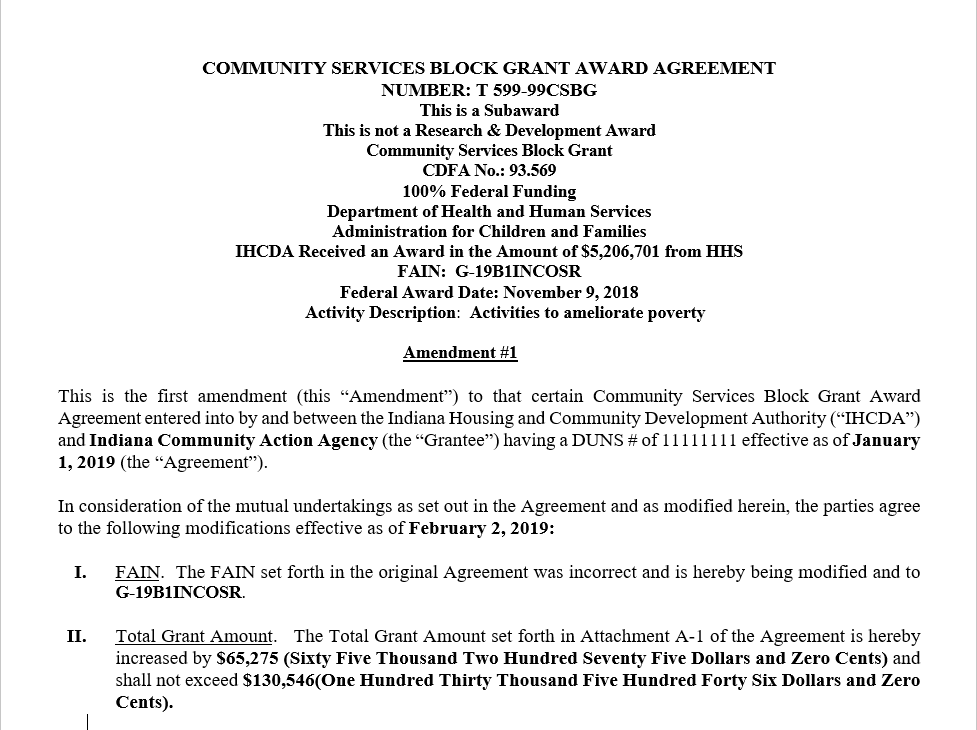 COMMUNITY SERVICES BLOCK GRANT AWARD AGREEMENT
NUMBER: T 599-99CSBG
This is a Subaward
This is not a Research & Development Award
Community Services Block Grant
CDFA No.: 93.569
100% Federal Funding
Department of Health and Human Services
Administration for Children and Families
IHCDA Received an Award in the Amount of $5,206,701 from HHS
FAIN:  G-19B1INCOSR
Federal Award Date: November 9, 2018
Activity Description:  Activities to ameliorate poverty
Amendment #1
This is the first amendment (this “Amendment”) to that certain Community Services Block Grant Award
Agreement entered into by and between the Indiana Housing and Community Development Authority (“IHCDA”)
and Indiana Community Action Agency (the “Grantee”) having a DUNS # of 11111111 effective as of January
1, 2019 (the “Agreement”).
In consideration of the mutual undertakings as set out in the Agreement and as modified herein, the parties agree
to the following modifications effective as of February 2, 2019:
I. FAIN.  The FAIN set forth in the original Agreement was incorrect and is hereby being modified and to
G-19B1INCOSR.
II. Total Grant Amount.  The Total Grant Amount set forth in Attachment A-1 of the Agreement is hereby
increased by $65,275 (Sixty Five Thousand Two Hundred Seventy Five Dollars and Zero Cents) and
shall not exceed $130,546(One Hundred Thirty Thousand Five Hundred Forty Six Dollars and Zero
Cents).